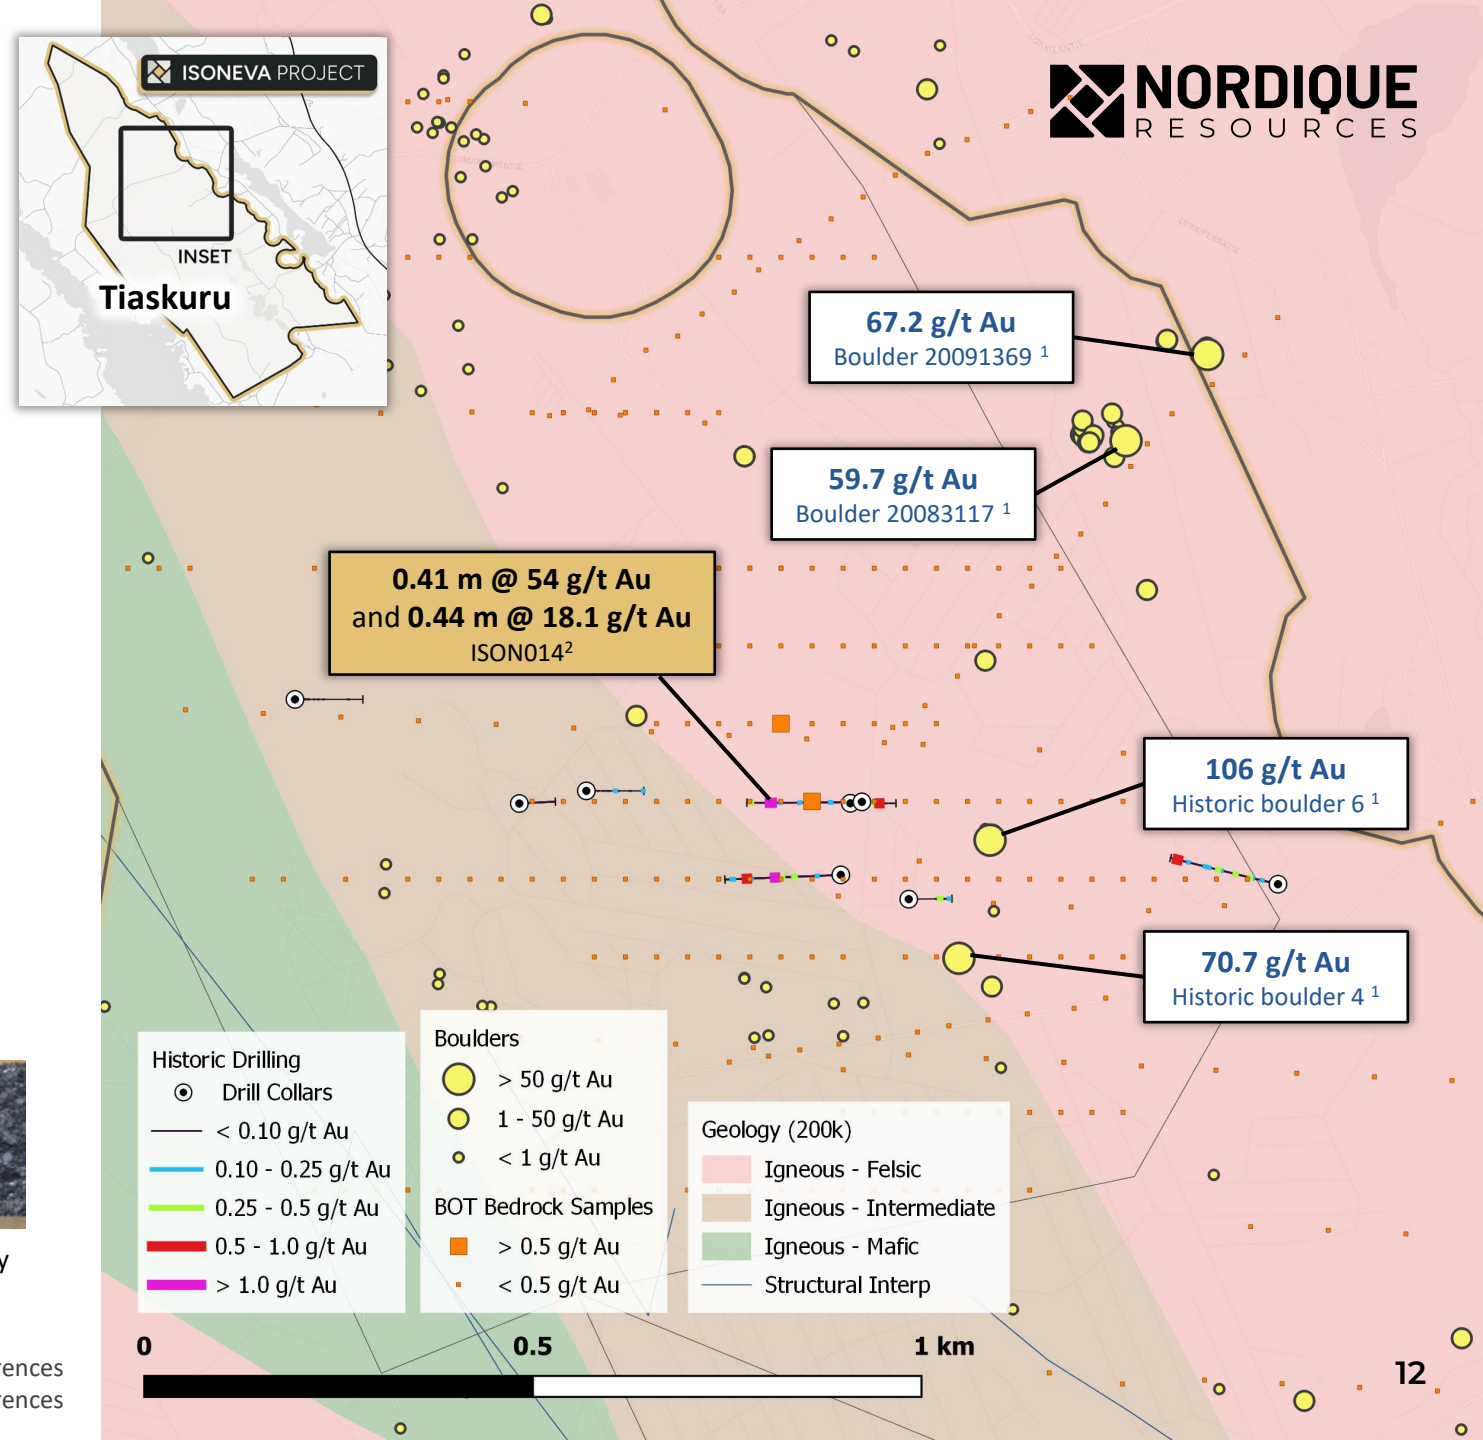 ISONEVA PROJECT
INSET
Tiaskuru
NORDIQUE
RESOURCES
67.2 g/t Au
Boulder 20091369 ¹
59.7 g/t Au
Boulder 20083117 ¹
0.41 m @ 54 g/t Au
and 0.44 m @ 18.1 g/t Au
ISON014²
106 g/t Au
Historic boulder 6 ¹
70.7 g/t Au
Historic boulder 4 ¹
Historic Drilling
Drill Collars
< 0.10 g/t Au
0.10 - 0.25 g/t Au
0.25 - 0.5 g/t Au
0.5 - 1.0 g/t Au
> 1.0 g/t Au
Boulders
> 50 g/t Au
1 - 50 g/t Au
< 1 g/t Au
BOT Bedrock Samples
> 0.5 g/t Au
< 0.5 g/t Au
Geology (200k)
Igneous - Felsic
Igneous - Intermediate
Igneous - Mafic
Structural Interp
y
rences
rences
0 0.5 1 km
12